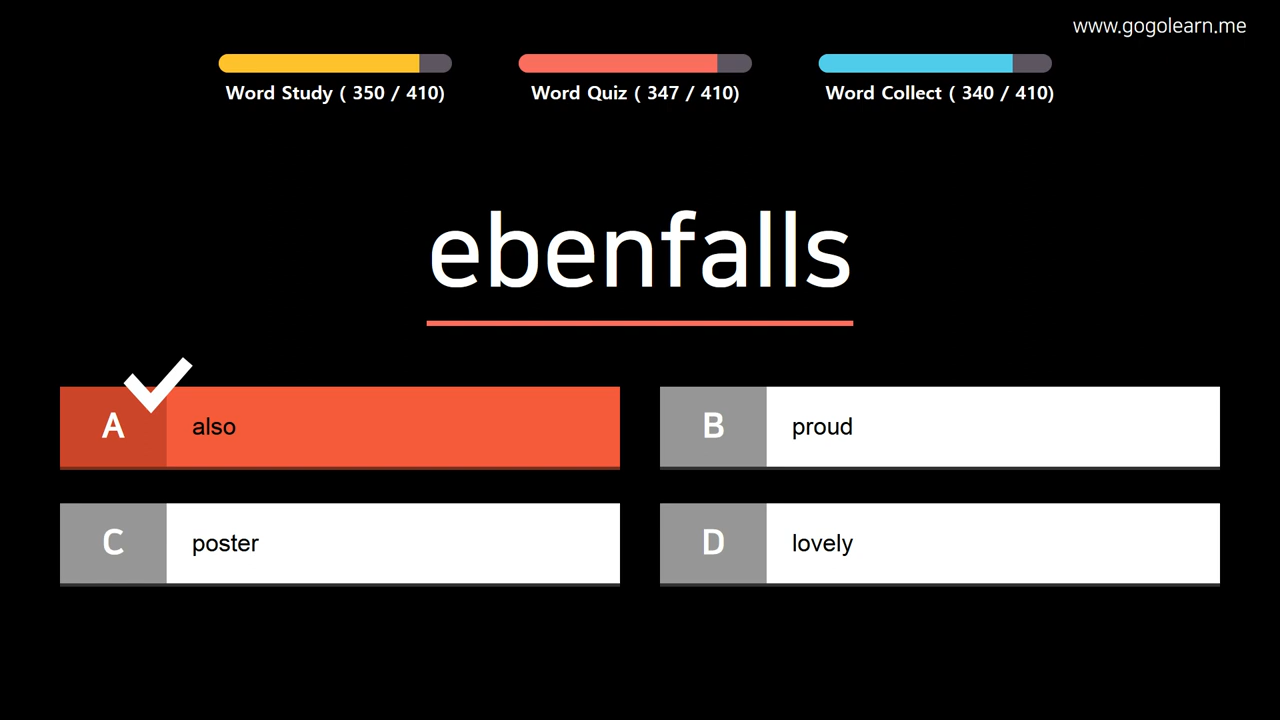 www.gogolearn.me
Word Study ( 350 / 410)
Word Quiz ( 347 / 410)
Word Collect ( 340 / 410)
ebenfalls
A also
B proud
C poster
D lovely